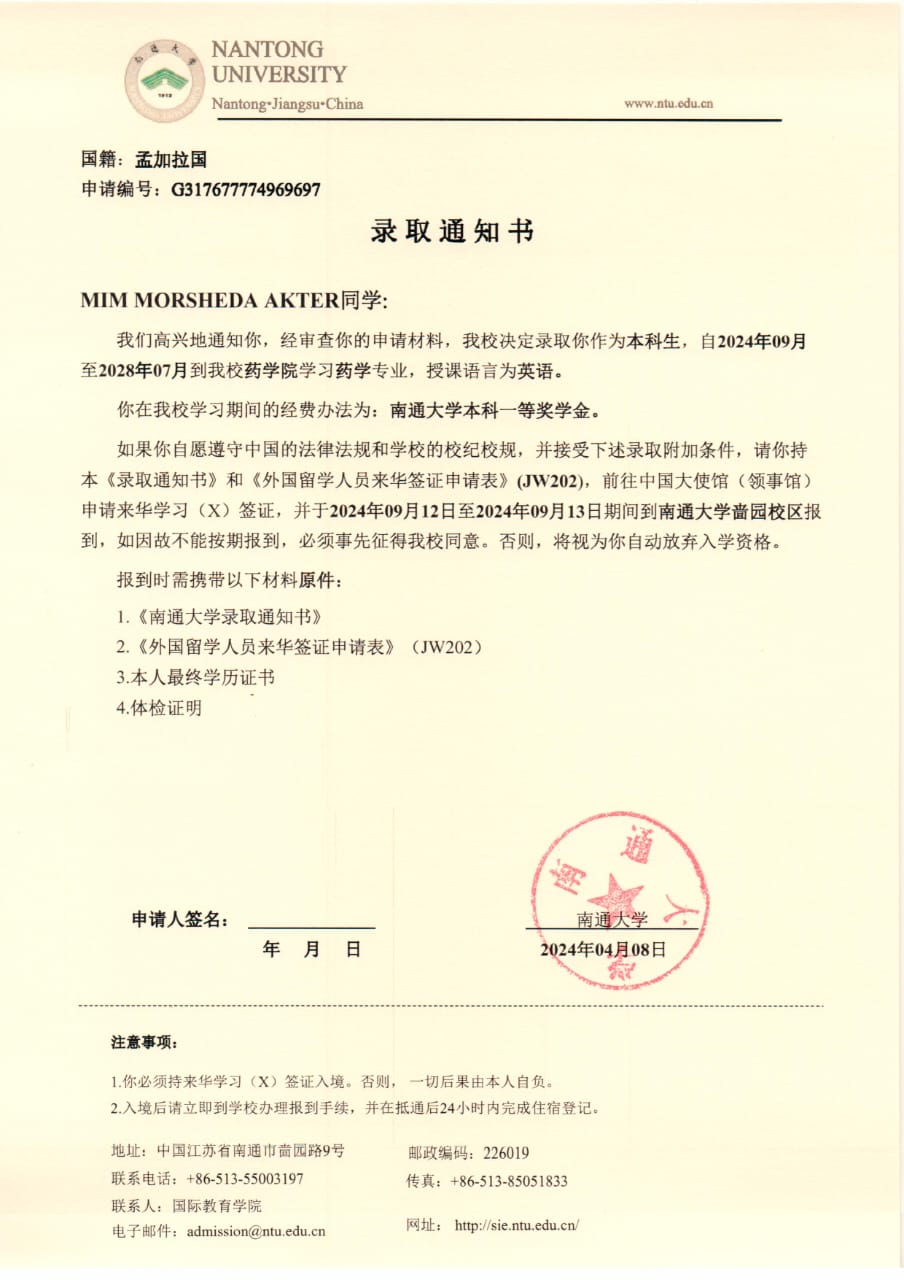 南通大学
1912
NANTONG
UNIVERSITY
Nantong•Jiangsu•China
www.ntu.edu.cn
国籍：孟加拉国
申请编号：G317677774969697
录取通知书
MIM MORSHEDA AKTER同学:
我们高兴地通知你，经审查你的申请材料，我校决定录取你作为本科生，自2024年09月
至2028年07月到我校药学院学习药学专业，授课语言为英语。
你在我校学习期间的经费办法为：南通大学本科一等奖学金。
如果你自愿遵守中国的法律法规和学校的校纪校规，并接受下述录取附加条件，请你持
本《录取通知书》和《外国留学人员来华签证申请表》(JW202)，前往中国大使馆（领事馆）
申请来华学习（X）签证，并于2024年09月12日至2024年09月13日期间到南通大学啬园校区报
到，如因故不能按期报到，必须事先征得我校同意。否则，将视为你自动放弃入学资格。
报到时需携带以下材料原件：
1.《南通大学录取通知书》
2.《外国留学人员来华签证申请表》（JW202）
3.本人最终学历证书
4.体检证明
南通大学
申请人签名：
南通大学
年 月 日
2024年04月08日
注意事项：
1.你必须持来华学习（X）签证入境。否则， 一切后果由本人自负。
2.入境后请立即到学校办理报到手续，并在抵通后24小时内完成住宿登记。
地址：中国江苏省南通市啬园路9号
邮政编码：226019
联系电话：+86-513-55003197
传真：+86-513-85051833
联系人：国际教育学院
电子邮件：admission@ntu.edu.cn
网址： http://sie.ntu.edu.cn/